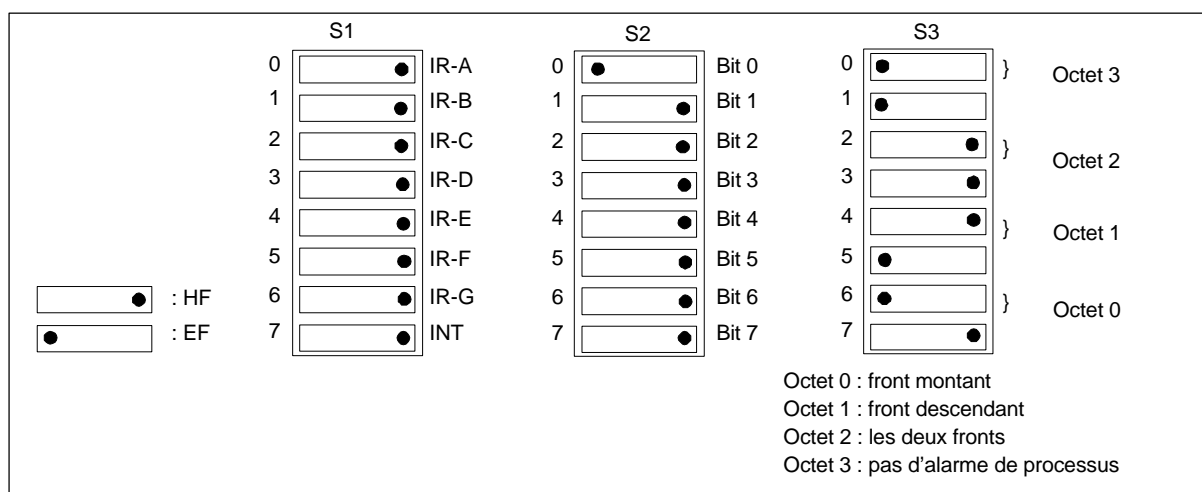 S1 S2 S3
0 IR-A 0 Bit 0 0 } Octet 3
1 IR-B 1 Bit 1 1
2 IR-C 2 Bit 2 2 } Octet 2
3 IR-D 3 Bit 3 3
4 IR-E 4 Bit 4 4 } Octet 1
5 IR-F 5 Bit 5 5
: HF 6 IR-G 6 Bit 6 6 } Octet 0
: EF 7 INT 7 Bit 7 7
Octet 0 : front montant
Octet 1 : front descendant
Octet 2 : les deux fronts
Octet 3 : pas d'alarme de processus